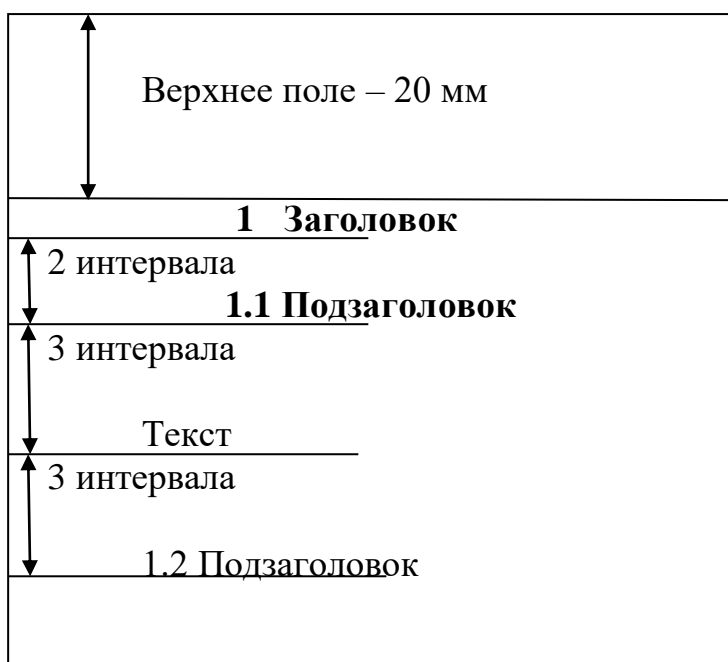 Верхнее поле – 20 мм
1 Заголовок
2 интервала
1.1 Подзаголовок
3 интервала
Текст
3 интервала
1.2 Подзаголовок